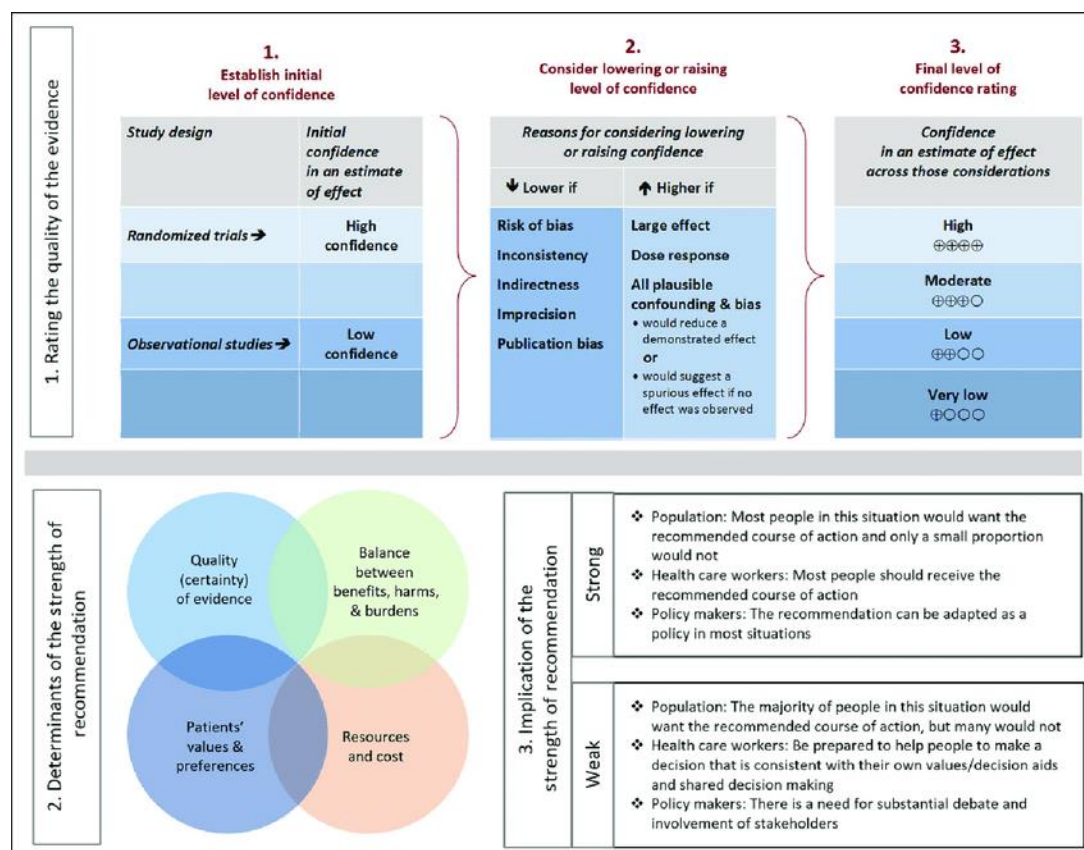 1. Rating the quality of the evidence
1.
Establish initial
level of confidence
Study design
Initial
confidence
in an estimate
of effect
Randomized trials ➔
High
confidence
Observational studies ➔
Low
confidence
2.
Consider lowering or raising
level of confidence
Reasons for considering lowering
or raising confidence
🡇 Lower if
🡅 Higher if
Risk of bias
Inconsistency
Indirectness
Imprecision
Publication bias
Large effect
Dose response
All plausible
confounding & bias
• would reduce a
demonstrated effect
or
• would suggest a
spurious effect if no
effect was observed
3.
Final level of
confidence rating
Confidence
in an estimate of effect
across those considerations
High
⊕⊕⊕⊕
Moderate
⊕⊕⊕○
Low
⊕⊕○○
Very low
⊕○○○
2. Determinants of the strength of
recommendation
Quality
(certainty)
of evidence
Balance
between
benefits, harms,
& burdens
Patients'
values &
preferences
Resources
and cost
3. Implication of the
strength of recommendation
Strong
❖ Population: Most people in this situation would want the
recommended course of action and only a small proportion
would not
❖ Health care workers: Most people should receive the
recommended course of action
❖ Policy makers: The recommendation can be adapted as a
policy in most situations
Weak
❖ Population: The majority of people in this situation would
want the recommended course of action, but many would not
❖ Health care workers: Be prepared to help people to make a
decision that is consistent with their own values/decision aids
and shared decision making
❖ Policy makers: There is a need for substantial debate and
involvement of stakeholders